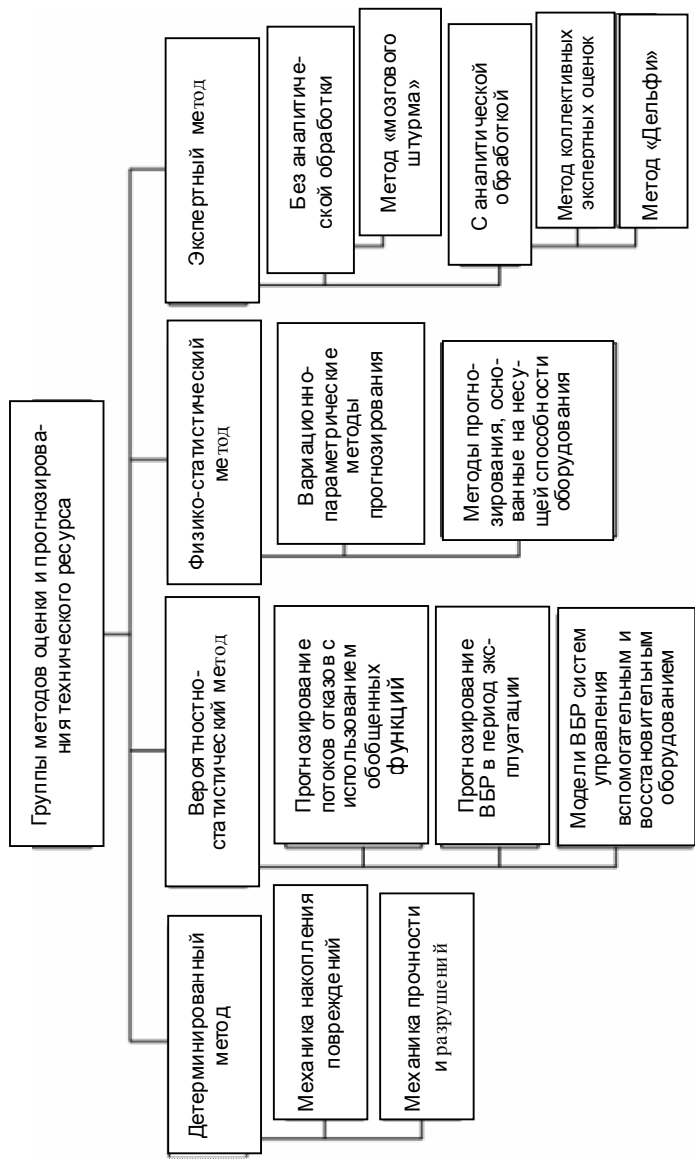 Группы методов оценки и прогнозирова-
ния технического ресурса
Детерминированный
метод
Механика накопления
повреждений
Механика прочности
и разрушений
Вероятностно-
статистический метод
Прогнозирование
потоков отказов с
использованием
обобщенных
функций
Прогнозирование
ВБР в период экс-
плуатации
Модели ВБР систем
управления
вспомогательным и
восстановительным
оборудованием
Физико-статистический
метод
Вариационно-
параметрические
методы
прогнозирования
Методы прогно-
зирования, осно-
ванные на несу-
щей способности
оборудования
Экспертный метод
Без аналитиче-
ской обработки
Метод «мозгового
штурма»
С аналитической
обработкой
Метод коллективных
экспертных оценок
Метод «Дельфи»